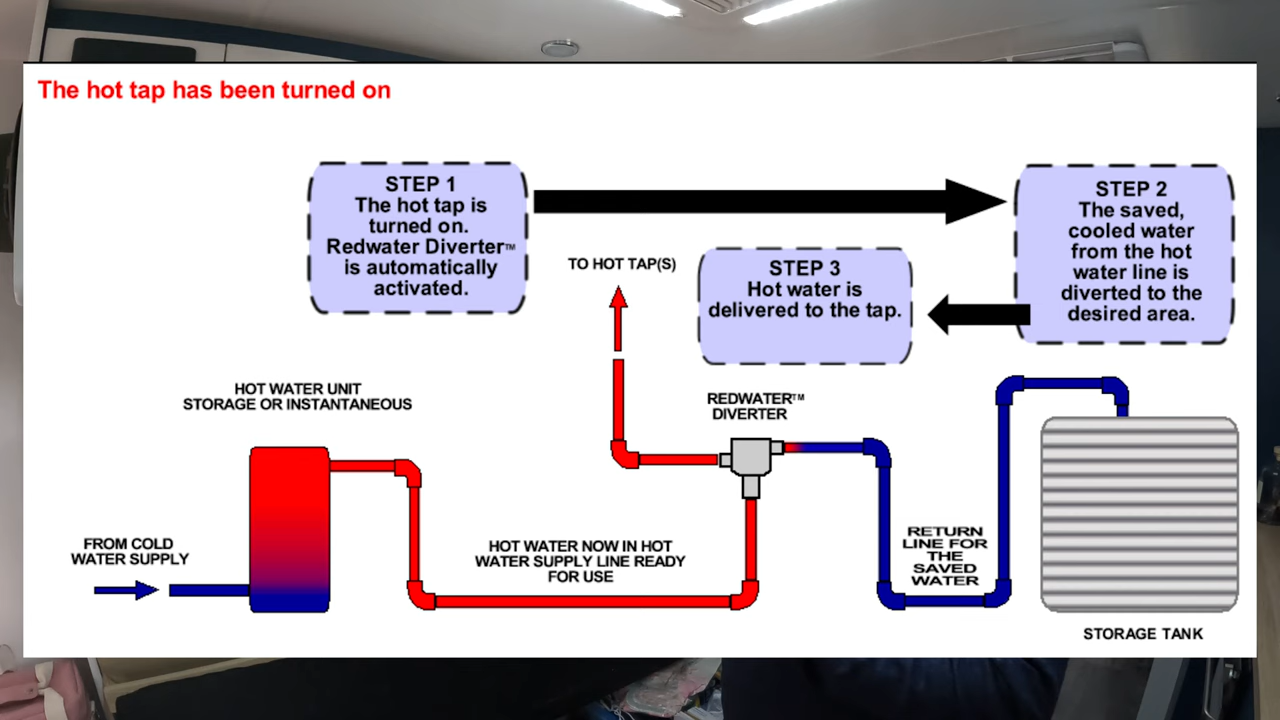 The hot tap has been turned on
STEP 1
The hot tap is
turned on.
Redwater Diverter™
is automatically
activated.
STEP 2
The saved,
cooled water
from the hot
water line is
diverted to the
desired area.
STEP 3
Hot water is
delivered to the tap.
TO HOT TAP(S)
HOT WATER UNIT
STORAGE OR INSTANTANEOUS
REDWATER™
DIVERTER
FROM COLD
WATER SUPPLY
HOT WATER NOW IN HOT
WATER SUPPLY LINE READY
FOR USE
RETURN
LINE FOR
THE
SAVED
WATER
STORAGE TANK